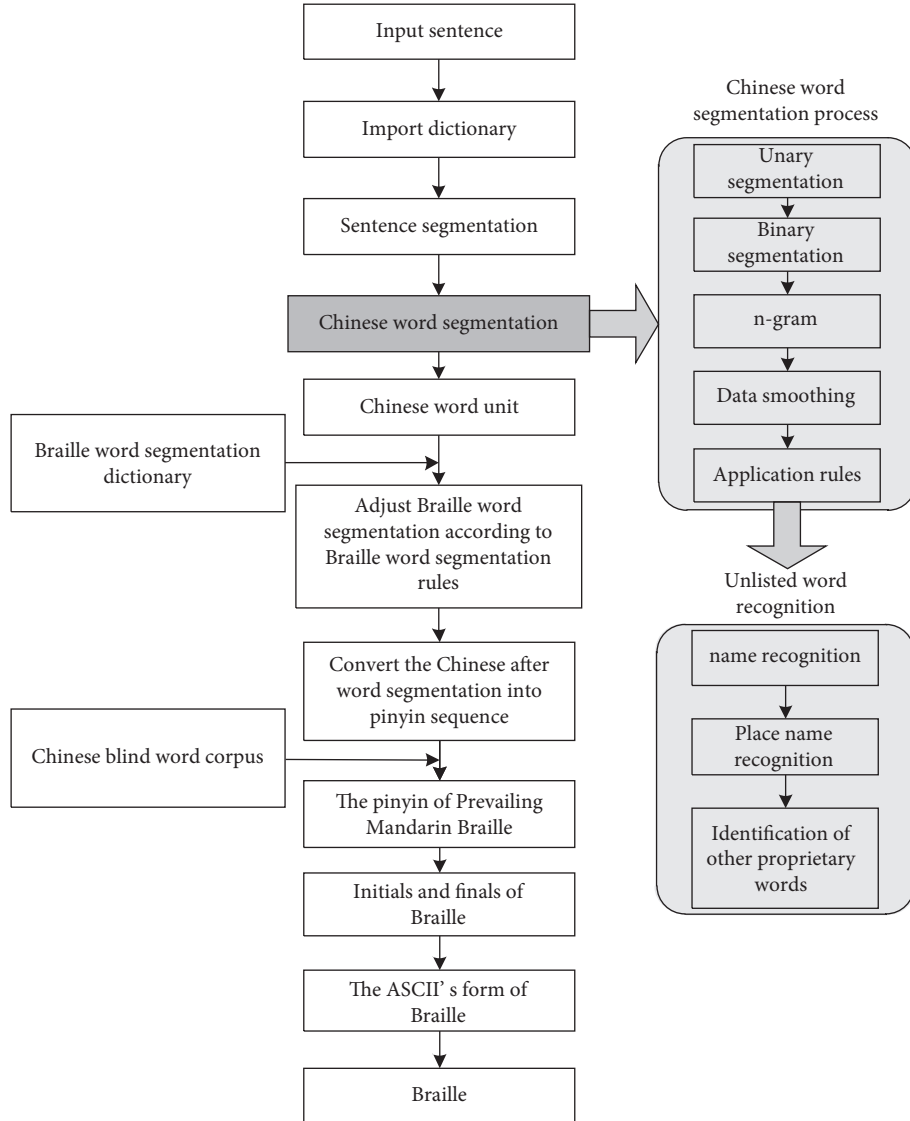 Input sentence
Import dictionary
Sentence segmentation
Chinese word segmentation
Chinese word unit
Braille word segmentation
dictionary
Adjust Braille word
segmentation according to
Braille word segmentation
rules
Convert the Chinese after
word segmentation into
pinyin sequence
Chinese blind word corpus
The pinyin of Prevailing
Mandarin Braille
Initials and finals of
Braille
The ASCII' s form of
Braille
Braille
Chinese word
segmentation process
Unary
segmentation
Binary
segmentation
n-gram
Data smoothing
Application rules
Unlisted word
recognition
name recognition
Place name
recognition
Identification of
other proprietary
words